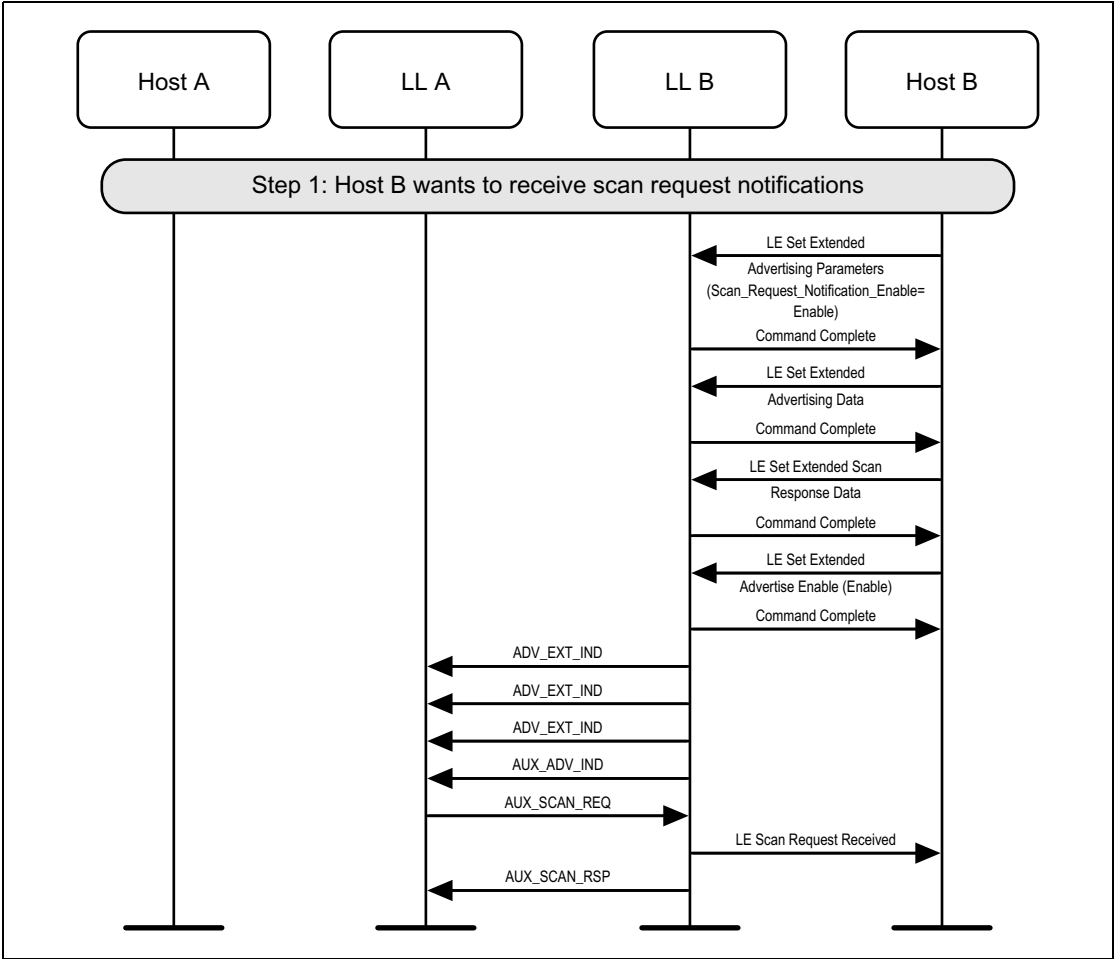 Host A
LL A
LL B
Host B
Step 1: Host B wants to receive scan request notifications
LE Set Extended
Advertising Parameters
(Scan_Request_Notification_Enable=
Enable)
Command Complete
LE Set Extended
Advertising Data
Command Complete
LE Set Extended Scan
Response Data
Command Complete
LE Set Extended
Advertise Enable (Enable)
Command Complete
ADV_EXT_IND
ADV_EXT_IND
ADV_EXT_IND
AUX_ADV_IND
AUX_SCAN_REQ
LE Scan Request Received
AUX_SCAN_RSP